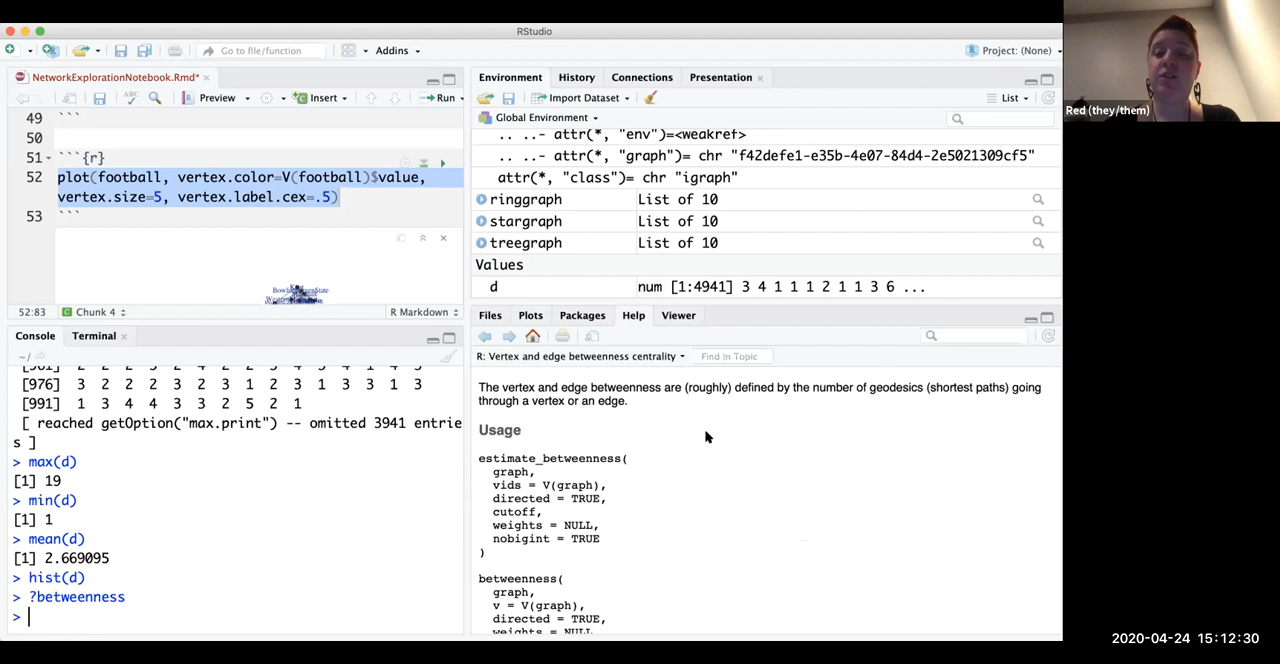 RStudio
Go to file/function
Addins
Project: (None)
NetworkExplorationNotebook.Rmd*
Preview
Insert
Run
49 ```
50
51 ```{r}
52 plot(football, vertex.color=V(football)$value,
vertex.size=5, vertex.label.cex=.5)
53 ```
52:83 Chunk 4 R Markdown
Console Terminal
~/
[976] 3 2 2 2 3 2 4 2 3 1 2 3 1 3 3 1 3
[991] 1 3 4 4 3 3 2 5 2 1
[ reached getOption("max.print") -- omitted 3941 entrie
s ]
> max(d)
[1] 19
> min(d)
[1] 1
> mean(d)
[1] 2.669095
> hist(d)
> ?betweenness
>
Environment History Connections Presentation
Import Dataset List
Global Environment
.. ..- attr(*, "env")=<weakref>
.. ..- attr(*, "graph")= chr "f42defe1-e35b-4e07-84d4-2e5021309cf5"
attr(*, "class")= chr "igraph"
ringgraph List of 10
stargraph List of 10
treegraph List of 10
Values
d num [1:4941] 3 4 1 1 1 2 1 1 3 6 ...
Files Plots Packages Help Viewer
R: Vertex and edge betweenness centrality Find in Topic
The vertex and edge betweenness are (roughly) defined by the number of geodesics (shortest paths) going
through a vertex or an edge.
Usage
estimate_betweenness(
graph,
vids = V(graph),
directed = TRUE,
cutoff,
weights = NULL,
nobigint = TRUE
)
betweenness(
graph,
v = V(graph),
directed = TRUE,
weights = NULL
Red (they/them)
2020-04-24 15:12:30